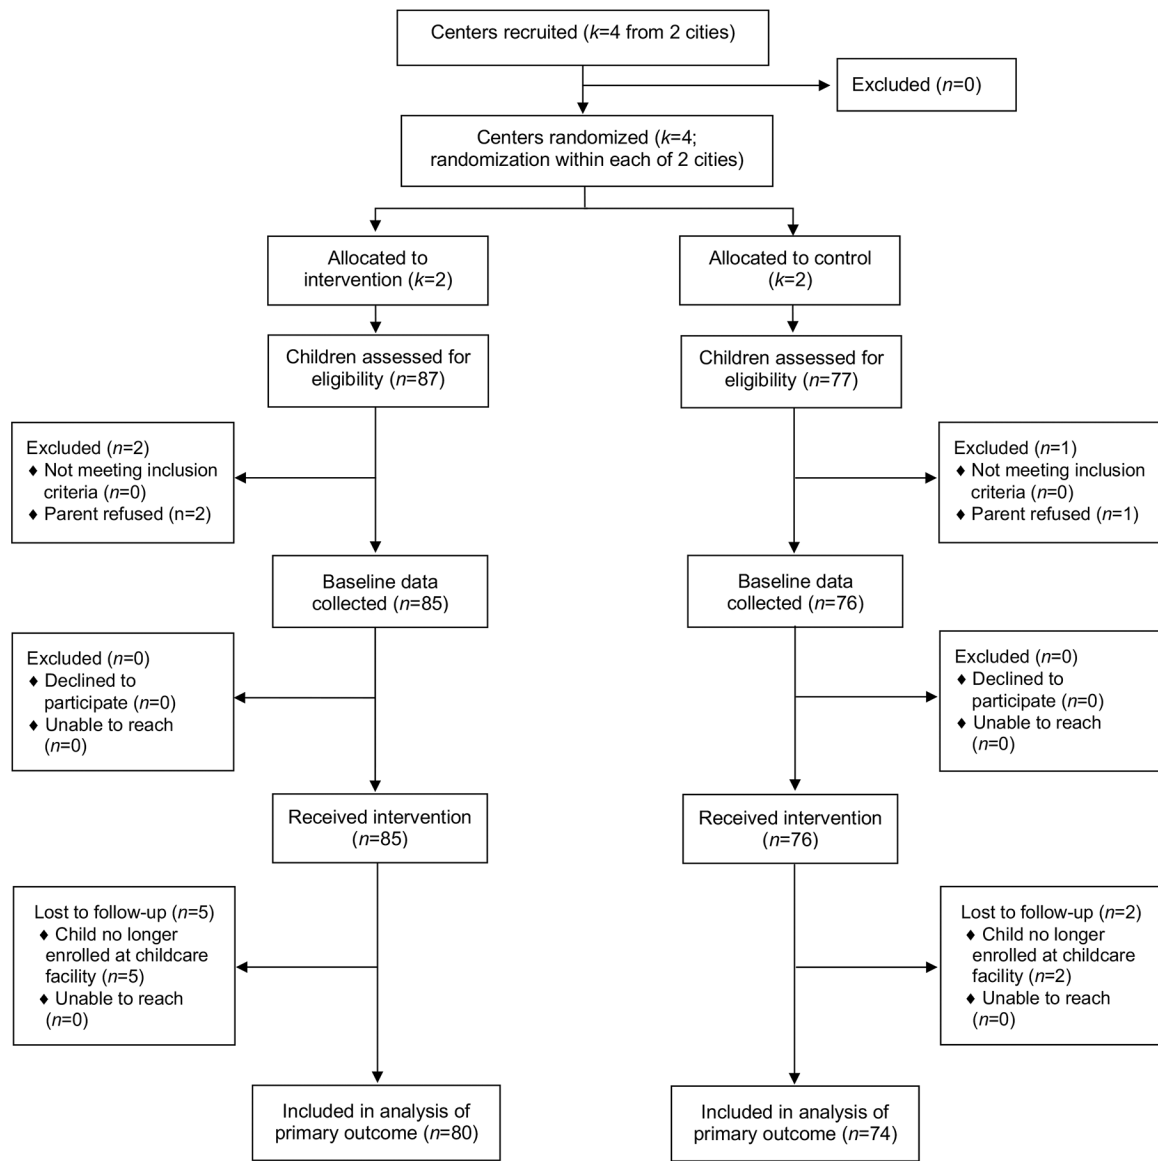 Centers recruited (k=4 from 2 cities)
Excluded (n=0)
Centers randomized (k=4;
randomization within each of 2 cities)
Allocated to
intervention (k=2)
Allocated to control
(k=2)
Children assessed for
eligibility (n=87)
Children assessed for
eligibility (n=77)
Excluded (n=2)
♦ Not meeting inclusion
criteria (n=0)
♦ Parent refused (n=2)
Excluded (n=1)
♦ Not meeting inclusion
criteria (n=0)
♦ Parent refused (n=1)
Baseline data
collected (n=85)
Baseline data
collected (n=76)
Excluded (n=0)
♦ Declined to
participate (n=0)
♦ Unable to reach
(n=0)
Excluded (n=0)
♦ Declined to
participate (n=0)
♦ Unable to reach
(n=0)
Received intervention
(n=85)
Received intervention
(n=76)
Lost to follow-up (n=5)
♦ Child no longer
enrolled at childcare
facility (n=5)
♦ Unable to reach
(n=0)
Lost to follow-up (n=2)
♦ Child no longer
enrolled at childcare
facility (n=2)
♦ Unable to reach
(n=0)
Included in analysis of
primary outcome (n=80)
Included in analysis of
primary outcome (n=74)